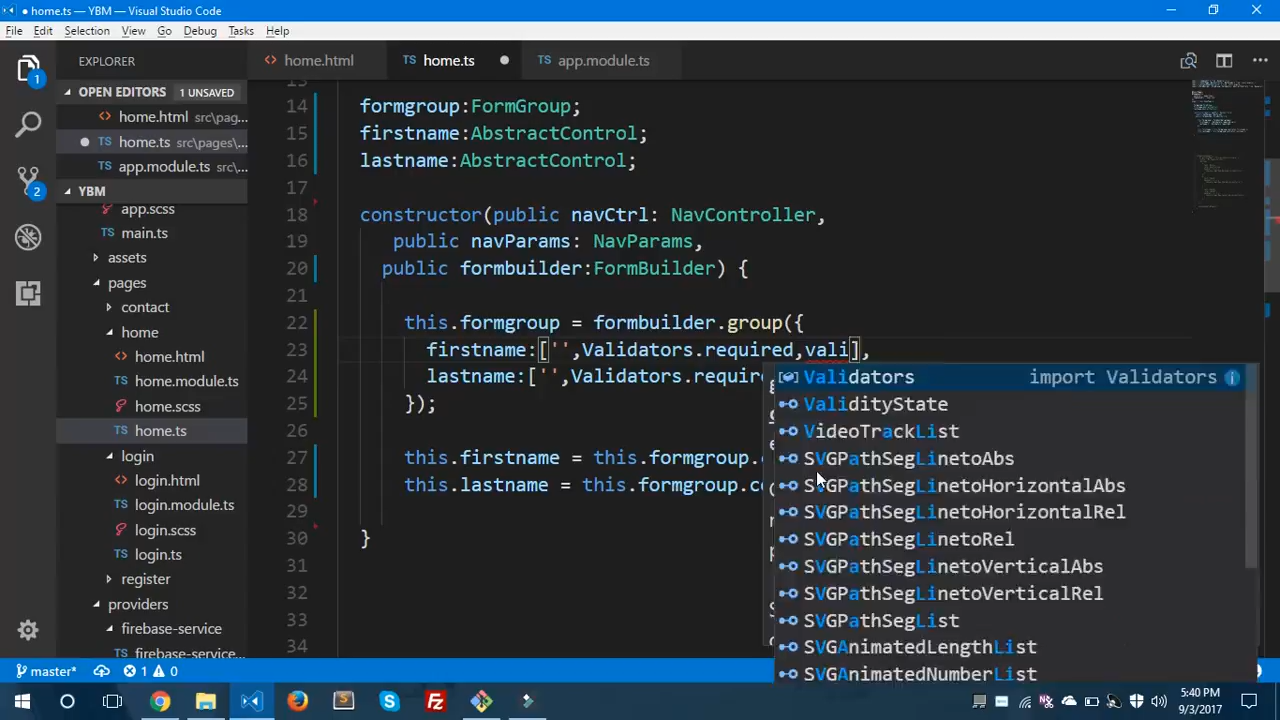 home.ts - YBM - Visual Studio Code
File Edit Selection View Go Debug Tasks Help
EXPLORER
home.html
TS home.ts
TS app.module.ts
OPEN EDITORS 1 UNSAVED
home.html src\pag...
TS home.ts src\pages\...
TS app.module.ts src\...
YBM
app.scss
main.ts
assets
pages
contact
home
home.html
home.module.ts
home.scss
home.ts
login
login.html
login.module.ts
login.scss
login.ts
register
providers
firebase-service
firebase-service...
13
14 formgroup:FormGroup;
15 firstname:AbstractControl;
16 lastname:AbstractControl;
17
18 constructor(public navCtrl: NavController,
19 public navParams: NavParams,
20 public formbuilder:FormBuilder) {
21
22 this.formgroup = formbuilder.group({
23 firstname:['',Validators.required,vali],
24 lastname:['',Validators.require
25 });
26
27 this.firstname = this.formgroup.
28 this.lastname = this.formgroup.co
29
30 }
31
32
33
34
Validators import Validators
ValidityState
VideoTrackList
SVGPathSegLinetoAbs
SVGPathSegLinetoHorizontalAbs
SVGPathSegLinetoHorizontalRel
SVGPathSegLinetoRel
SVGPathSegLinetoVerticalAbs
SVGPathSegLinetoVerticalRel
SVGPathSegList
SVGAnimatedLengthList
SVGAnimatedNumberList
1
2
master* 1 0
5:40 PM
9/3/2017